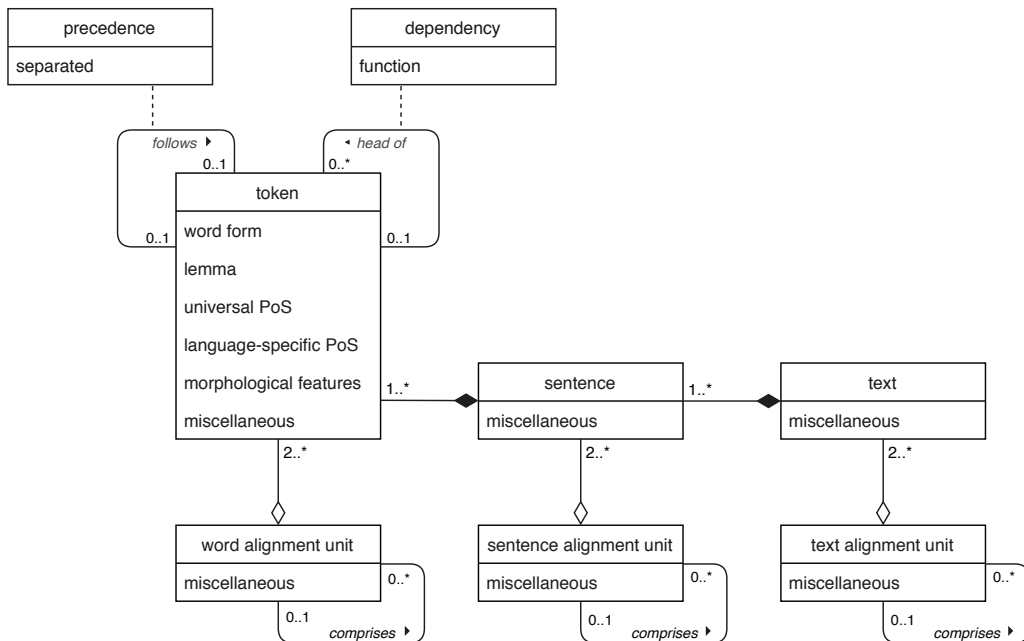 precedence
separated
dependency
function
follows
head of
0..1
0..*
0..1
0..1
token
word form
lemma
universal PoS
language-specific PoS
morphological features
miscellaneous
1..*
sentence
miscellaneous
1..*
text
miscellaneous
2..*
2..*
2..*
word alignment unit
miscellaneous
0..*
0..1
comprises
sentence alignment unit
miscellaneous
0..*
0..1
comprises
text alignment unit
miscellaneous
0..*
0..1
comprises